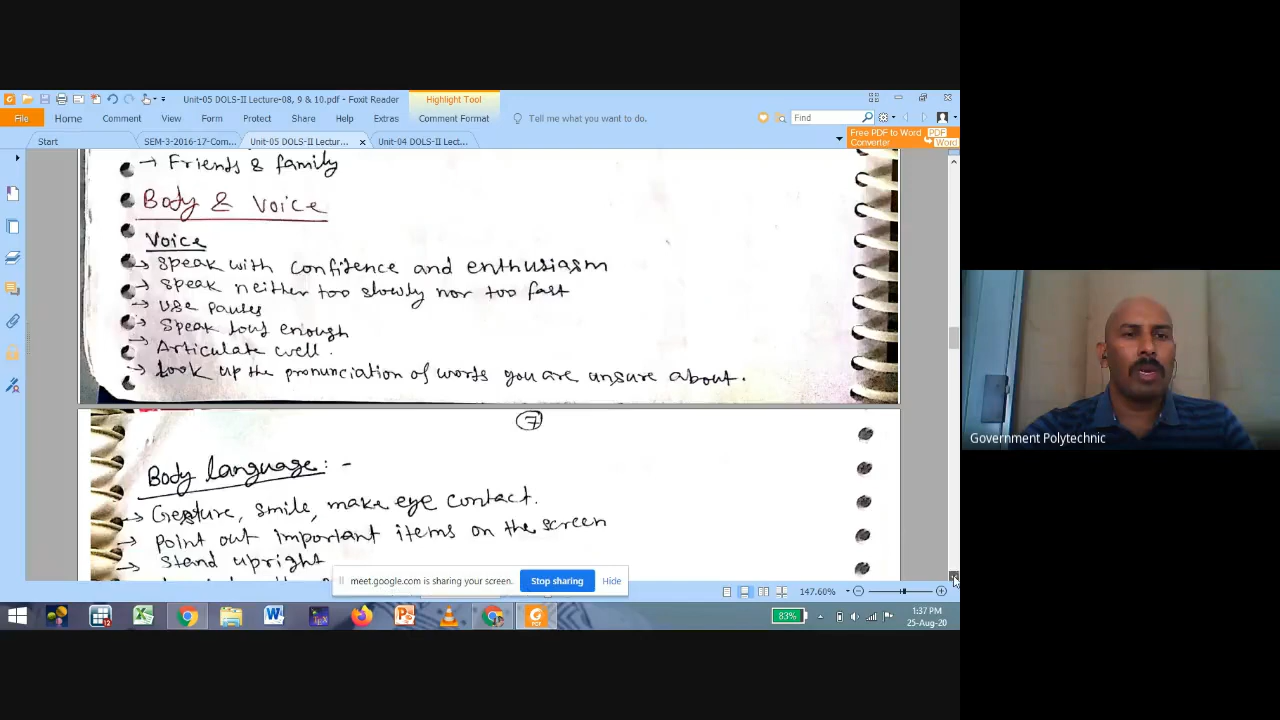 Unit-05 DOLS-II Lecture-08, 9 & 10.pdf - Foxit Reader
Highlight Tool
File
Home
Comment
View
Form
Protect
Share
Help
Extras
Comment Format
Tell me what you want to do.
Find
Start
SEM-3-2016-17-Com...
Unit-05 DOLS-II Lectur...
Unit-04 DOLS-II Lect...
Free PDF to Word
Converter
PDF
Word
→ Friends & family
Body & Voice
Voice
→ Speak with confidence and enthusiasm
→ Speak neither too slowly nor too fast
→ Use pauses
→ Speak loud enough
→ Articulate well.
→ Look up the pronunciation of words you are unsure about.
7
Body language: -
→ Gesture, smile, make eye contact.
→ Point out important items on the screen
→ Stand upright
meet.google.com is sharing your screen.
Stop sharing
Hide
147.60%
83%
1:37 PM
25-Aug-20
Government Polytechnic